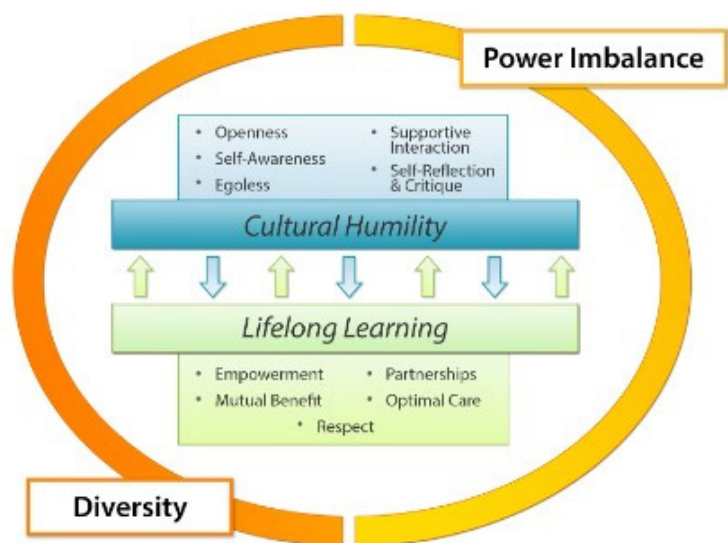 Power Imbalance
• Openness
• Self-Awareness
• Egoless
• Supportive
Interaction
• Self-Reflection
& Critique
Cultural Humility
Lifelong Learning
• Empowerment
• Mutual Benefit
• Partnerships
• Optimal Care
• Respect
Diversity